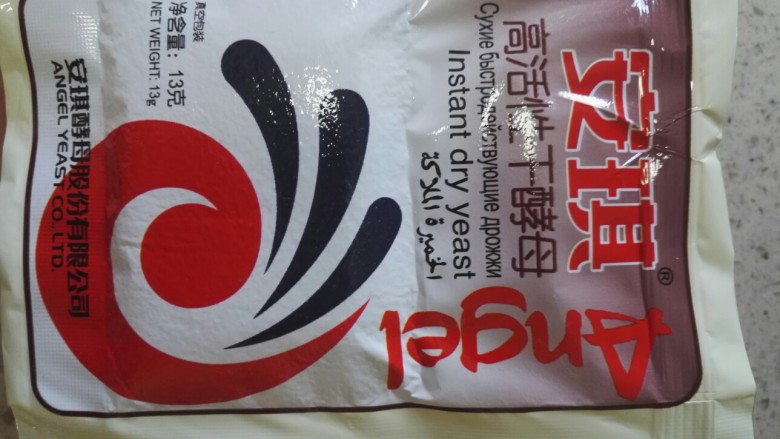 安琪®
Angel
高活性干酵母
Сухие быстродействующие дрожжи
Instant dry yeast
الخميرة الملاكة
真空包装
净含量：13克
NET WEIGHT: 13g
安琪酵母股份有限公司
ANGEL YEAST CO., LTD.